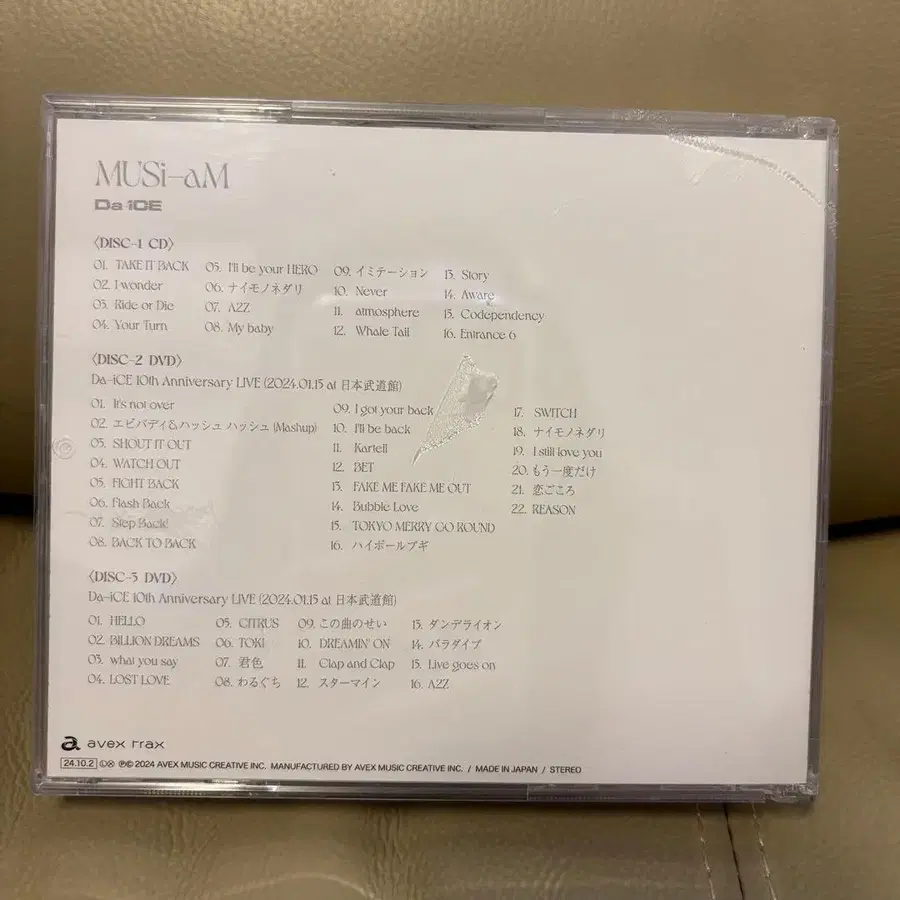 MUSi-aM
Da-iCE
〈DISC-1 CD〉
01. TAKE IT BACK
02. I wonder
03. Ride or Die
04. Your Turn
05. I'll be your HERO
06. ナイモノネダリ
07. A2Z
08. My baby
09. イミテーション
10. Never
11. atmosphere
12. Whale Tail
13. Story
14. Aware
15. Codependency
16. Entrance 6
〈DISC-2 DVD〉
Da-iCE 10th Anniversary LIVE (2024.01.15 at 日本武道館)
01. It's not over
02. エビバディ&ハッシュ ハッシュ (Mashup)
03. SHOUT IT OUT
04. WATCH OUT
05. FIGHT BACK
06. Flash Back
07. Step Back!
08. BACK TO BACK
09. I got your back
10. I'll be back
11. Kartell
12. BET
13. FAKE ME FAKE ME OUT
14. Bubble Love
15. TOKYO MERRY GO ROUND
16. ハイボールブギ
17. SWITCH
18. ナイモノネダリ
19. I still love you
20. もう一度だけ
21. 恋ごころ
22. REASON
〈DISC-3 DVD〉
Da-iCE 10th Anniversary LIVE (2024.01.15 at 日本武道館)
01. HELLO
02. BILLION DREAMS
03. what you say
04. LOST LOVE
05. CITRUS
06. TOKI
07. 君色
08. わるぐち
09. この曲のせい
10. DREAMIN' ON
11. Clap and Clap
12. スターマイン
13. ダンデライオン
14. パラダイブ
15. Live goes on
16. A2Z
a avex trax
24.10.2 Ⓛ Ⓧ ℗© 2024 AVEX MUSIC CREATIVE INC. MANUFACTURED BY AVEX MUSIC CREATIVE INC. / MADE IN JAPAN / STEREO